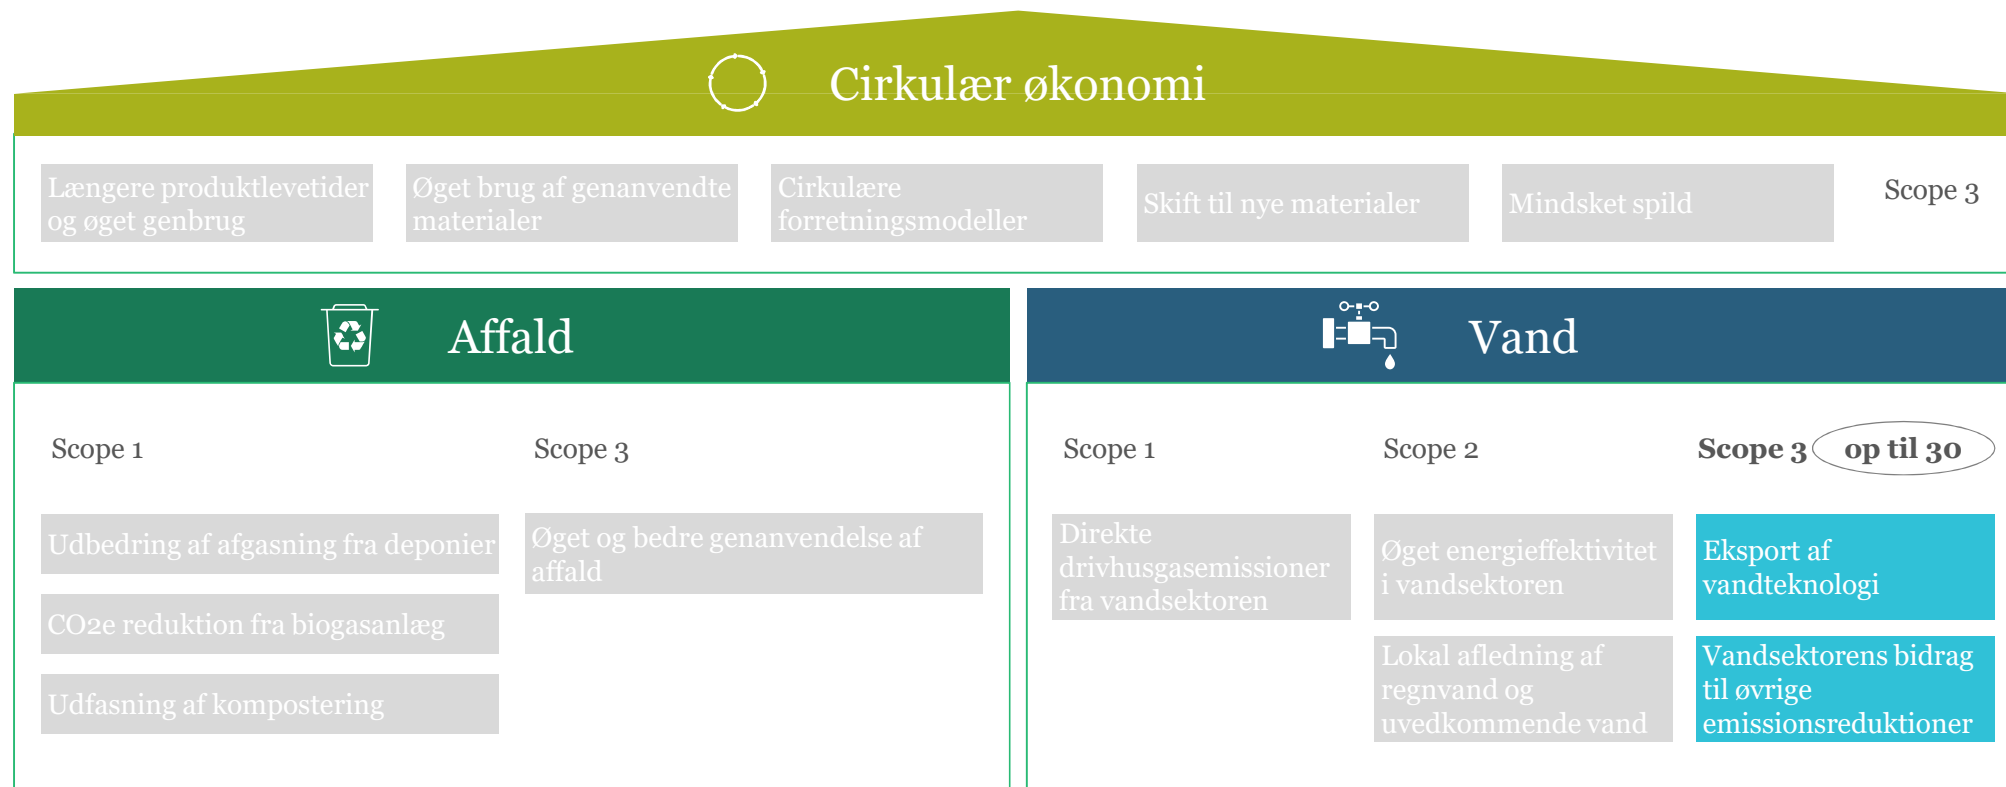 Cirkulær økonomi
Længere produktlevetider
og øget genbrug
Øget brug af genanvendte
materialer
Cirkulære
forretningsmodeller
Skift til nye materialer
Mindsket spild
Scope 3
Affald
Scope 1
Udbedring af afgasning fra deponier
CO2e reduktion fra biogasanlæg
Udfasning af kompostering
Scope 3
Øget og bedre genanvendelse af
affald
Vand
Scope 1
Direkte
drivhusgasemissioner
fra vandsektoren
Scope 2
Øget energieffektivitet
i vandsektoren
Lokal afledning af
regnvand og
uvedkommende vand
Scope 3 op til 30
Eksport af
vandteknologi
Vandsektorens bidrag
til øvrige
emissionsreduktioner